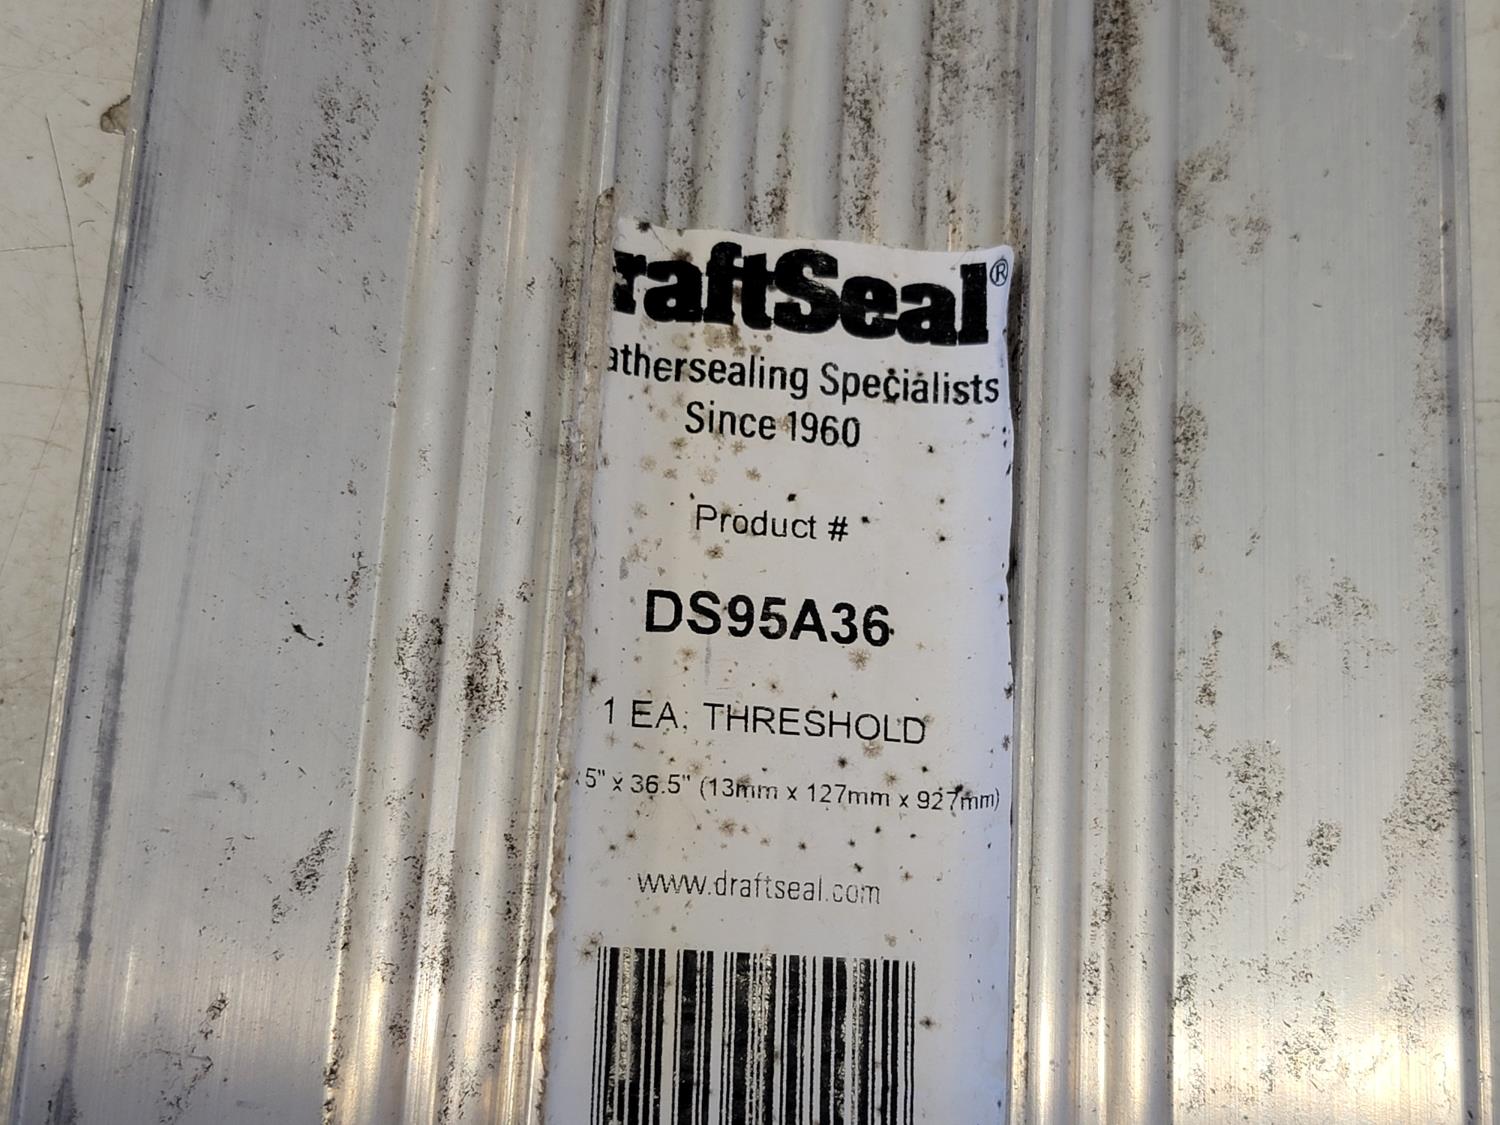 raftSeal®
athersealing Specialists
Since 1960
Product #
DS95A36
1 EA. THRESHOLD
5" x 36.5" (13mm x 127mm x 927mm)
www.draftseal.com